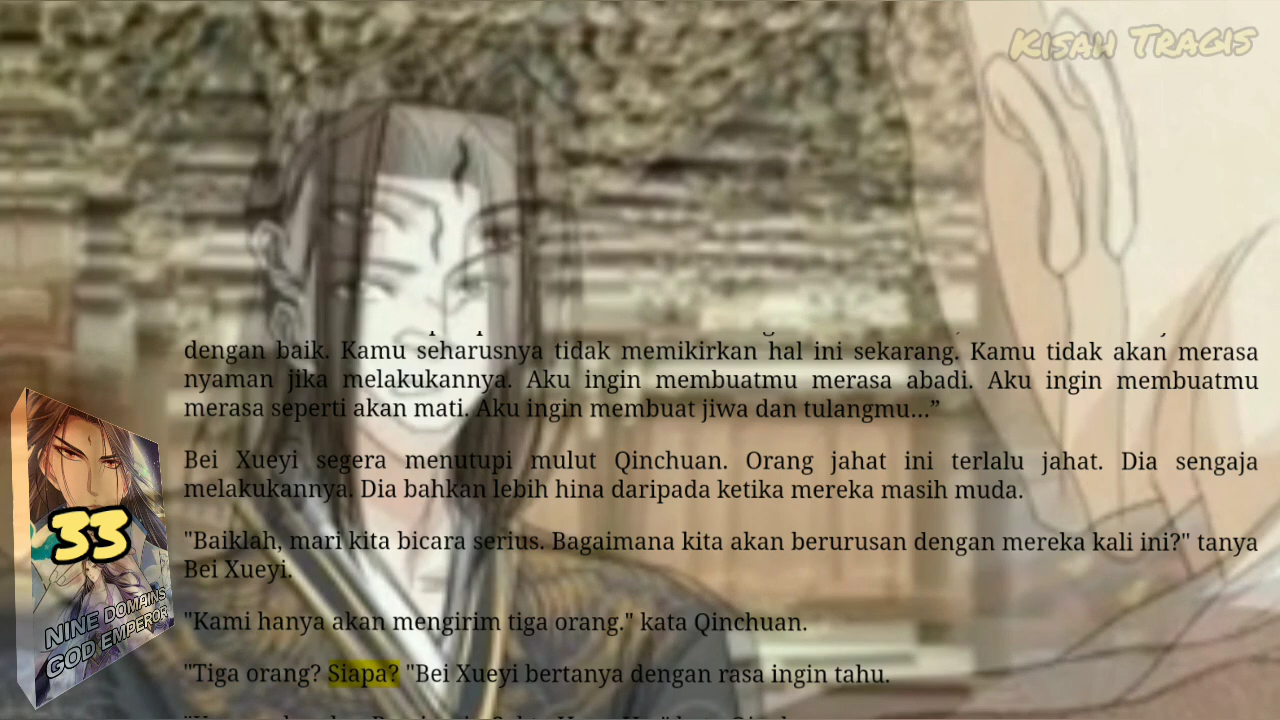 Kisah Tragis
dengan baik. Kamu seharusnya tidak memikirkan hal ini sekarang. Kamu tidak akan merasa
nyaman jika melakukannya. Aku ingin membuatmu merasa abadi. Aku ingin membuatmu
merasa seperti akan mati. Aku ingin membuat jiwa dan tulangmu...”
Bei Xueyi segera menutupi mulut Qinchuan. Orang jahat ini terlalu jahat. Dia sengaja
melakukannya. Dia bahkan lebih hina daripada ketika mereka masih muda.
"Baiklah, mari kita bicara serius. Bagaimana kita akan berurusan dengan mereka kali ini?" tanya
Bei Xueyi.
"Kami hanya akan mengirim tiga orang." kata Qinchuan.
"Tiga orang? Siapa? "Bei Xueyi bertanya dengan rasa ingin tahu.
33
NINE DOMAINS
GOD EMPEROR